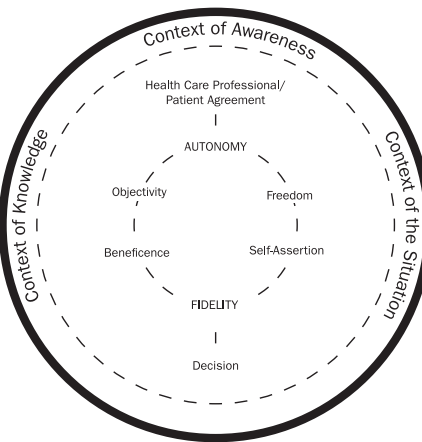 Context of Awareness
Context of Knowledge
Context of the Situation
Health Care Professional/
Patient Agreement
AUTONOMY
Objectivity
Freedom
Beneficence
Self-Assertion
FIDELITY
Decision